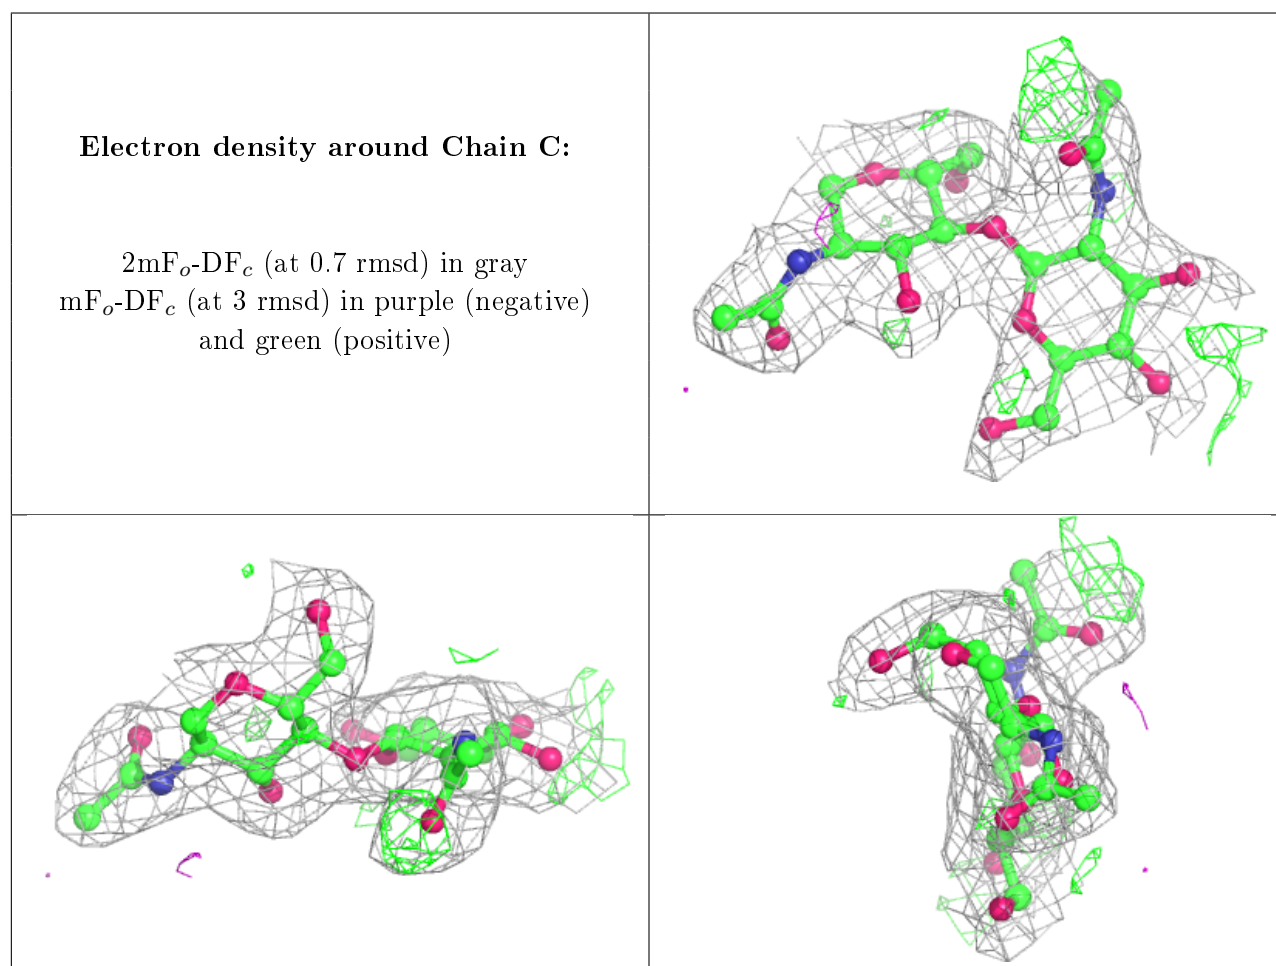 Electron density around Chain C:
2mFo-DFc (at 0.7 rmsd) in gray
mFo-DFc (at 3 rmsd) in purple (negative)
and green (positive)